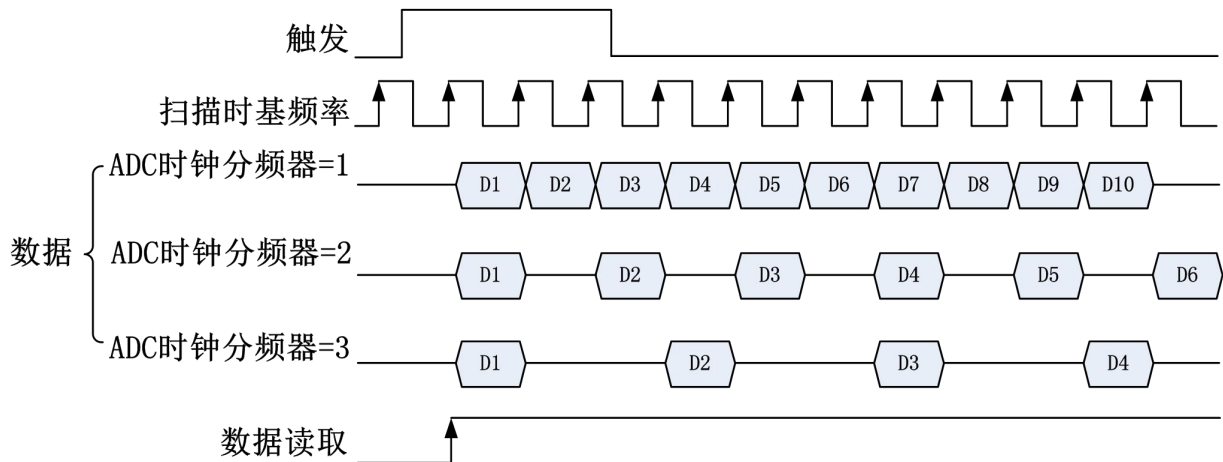 触发
扫描时基频率
ADC时钟分频器=1
D1 D2 D3 D4 D5 D6 D7 D8 D9 D10
数据
ADC时钟分频器=2
D1 D2 D3 D4 D5 D6
ADC时钟分频器=3
D1 D2 D3 D4
数据读取